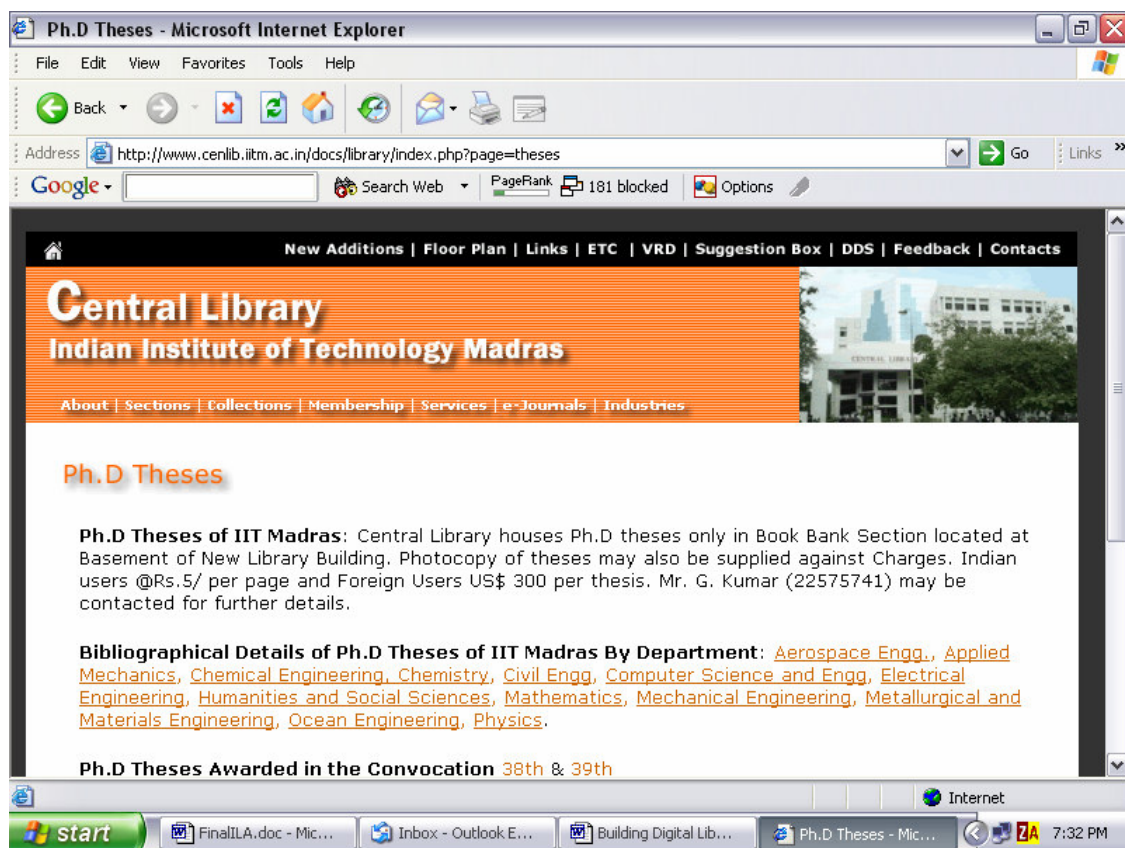 Ph.D Theses - Microsoft Internet Explorer
File Edit View Favorites Tools Help
Back
Address http://www.cenlib.iitm.ac.in/docs/library/index.php?page=theses Go Links »
Google Search Web PageRank 181 blocked Options
New Additions | Floor Plan | Links | ETC | VRD | Suggestion Box | DDS | Feedback | Contacts
Central Library
Indian Institute of Technology Madras
CENTRAL LIBRARY
About | Sections | Collections | Membership | Services | e-Journals | Industries
Ph.D Theses
Ph.D Theses of IIT Madras: Central Library houses Ph.D theses only in Book Bank Section located at
Basement of New Library Building. Photocopy of theses may also be supplied against Charges. Indian
users @Rs.5/ per page and Foreign Users US$ 300 per thesis. Mr. G. Kumar (22575741) may be
contacted for further details.
Bibliographical Details of Ph.D Theses of IIT Madras By Department: Aerospace Engg., Applied
Mechanics, Chemical Engineering, Chemistry, Civil Engg, Computer Science and Engg, Electrical
Engineering, Humanities and Social Sciences, Mathematics, Mechanical Engineering, Metallurgical and
Materials Engineering, Ocean Engineering, Physics.
Ph.D Theses Awarded in the Convocation 38th & 39th
Internet
start FinalILA.doc - Mic... Inbox - Outlook E... Building Digital Lib... Ph.D Theses - Mic... ZA 7:32 PM